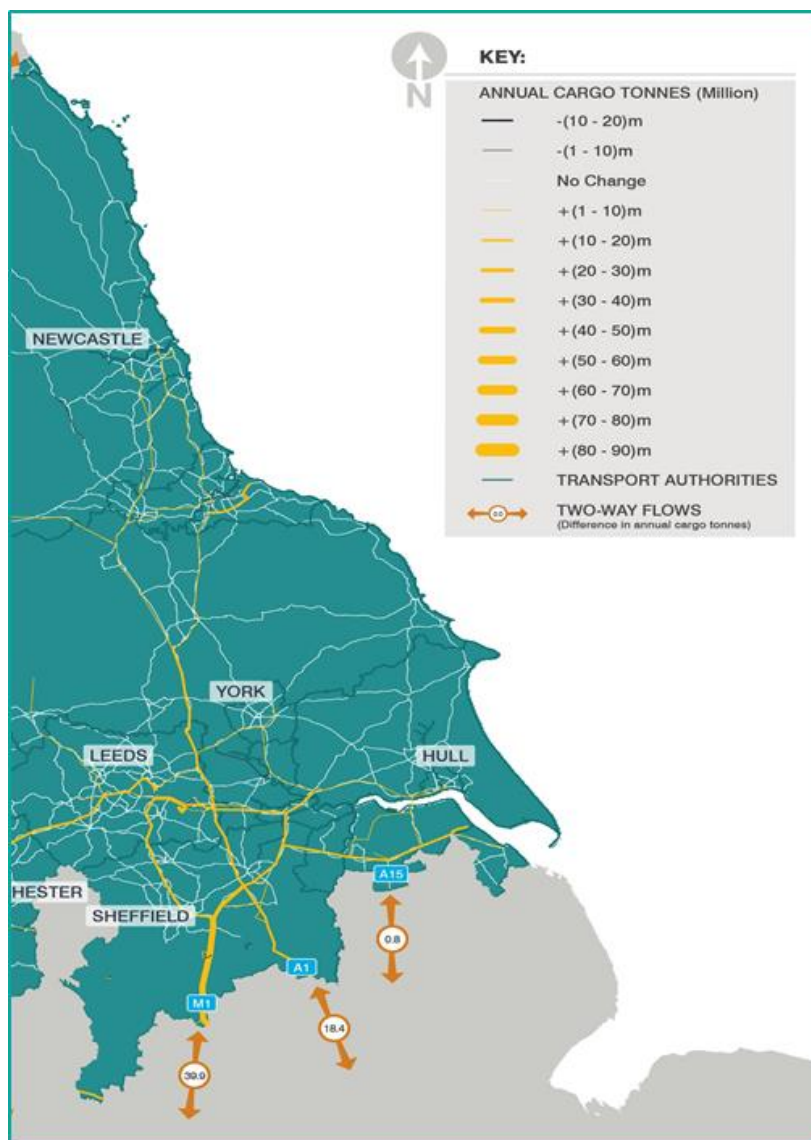 KEY:
N
ANNUAL CARGO TONNES (Million)
-(10 - 20)m
-(1 - 10)m
No Change
+(1 - 10)m
+(10 - 20)m
+(20 - 30)m
+(30 - 40)m
+(40 - 50)m
+(50 - 60)m
+(60 - 70)m
+(70 - 80)m
+(80 - 90)m
TRANSPORT AUTHORITIES
0.0
TWO-WAY FLOWS
(Difference in annual cargo tonnes)
NEWCASTLE
YORK
LEEDS
HULL
A15
HESTER
SHEFFIELD
0.8
A1
M1
18.4
39.9